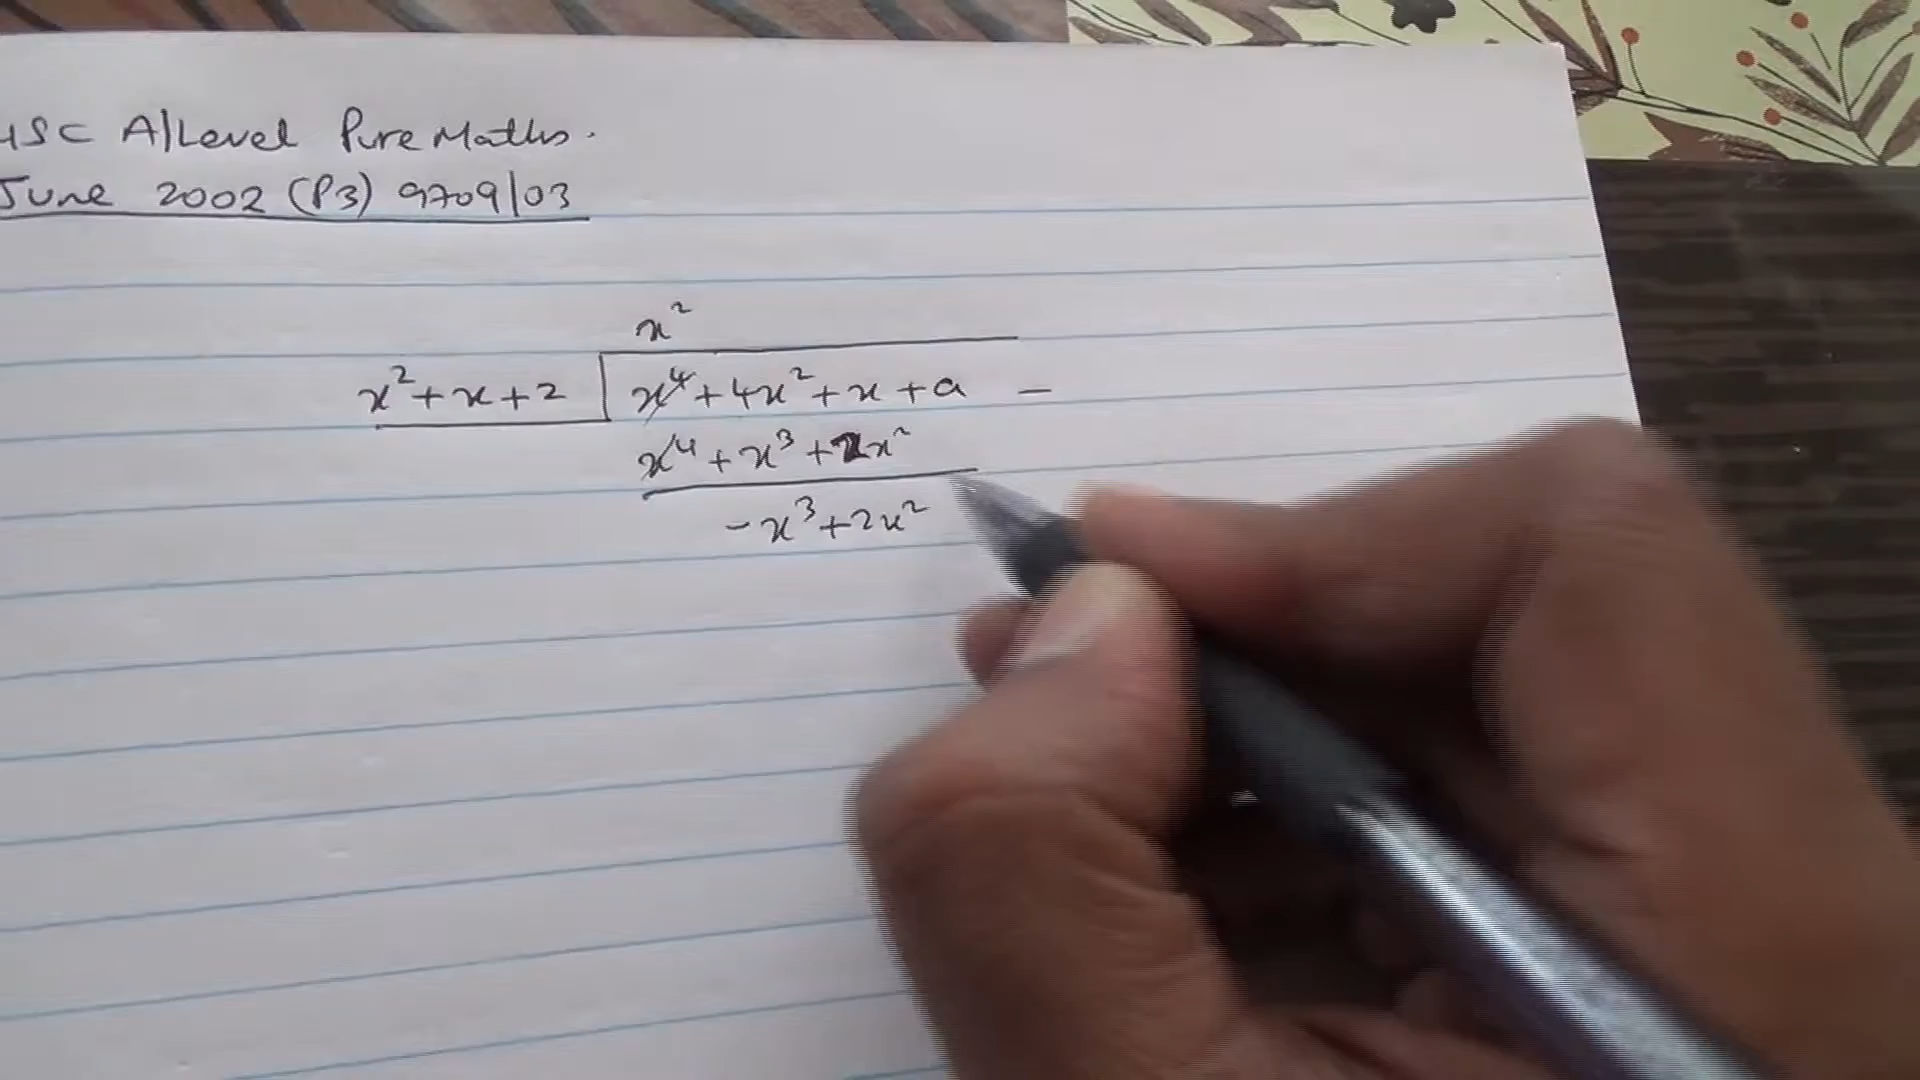 HSC A/Level Pure Maths.
June 2002 (P3) 9709/03
x²
x² + x + 2 x⁴ + 4x² + x + a −
x⁴ + x³ + 2x²
- x³ + 2x²